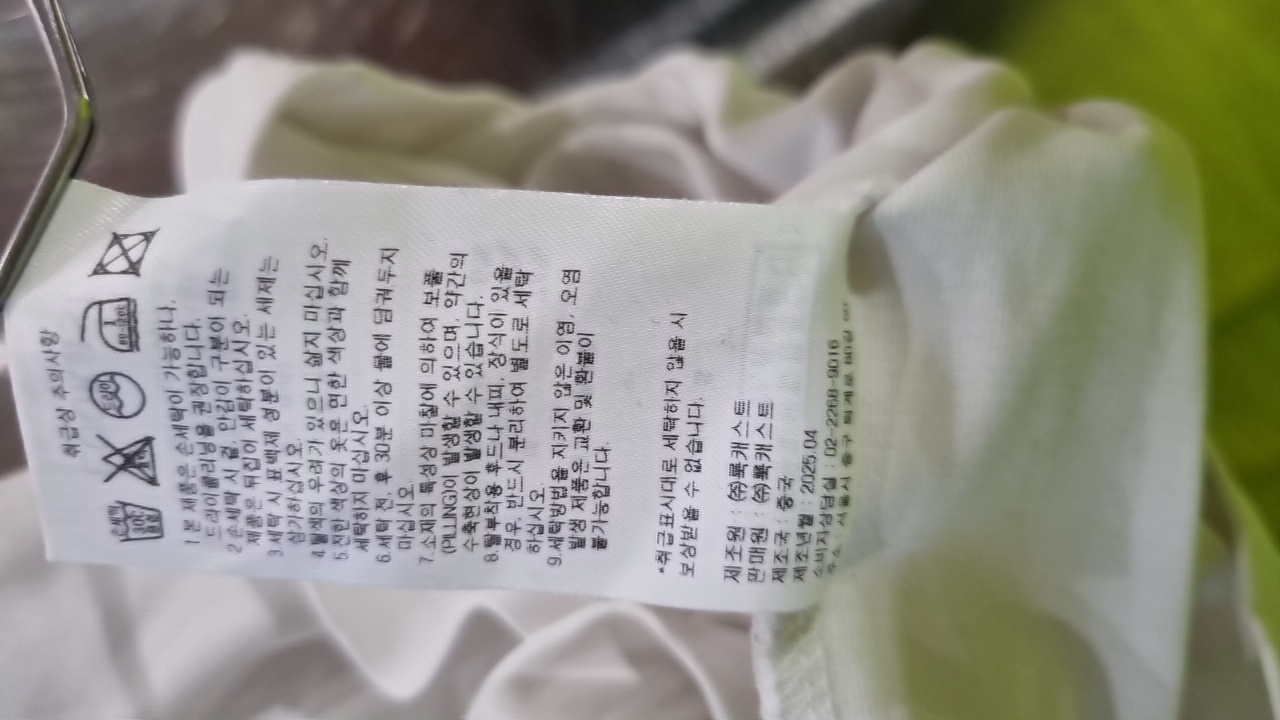 취급상 주의사항
1.본 제품은 손세탁이 가능하나,
드라이클리닝을 권장합니다.
2.손세탁 시 겉, 안감이 구분이 되는
제품은 뒤집어 세탁하십시오.
3.세탁 시 표백제 성분이 있는 세제는
삼가하십시오.
4.탈색의 우려가 있으니 삶지 마십시오.
5.진한색상의 옷은 연한 색상과 함께
세탁하지 마십시오.
6.세탁 전, 후 30분 이상 물에 담궈두지
마십시오.
7.소재의 특성상 마찰에 의하여 보풀
(PILLING)이 발생할 수 있으며, 약간의
수축현상이 발생할 수 있습니다.
8.탈부착용 후드나 내피, 장식이 있을
경우, 반드시 분리하여 별도로 세탁
하십시오.
9.세탁방법을 지키지 않은 이염, 오염
발생 제품은 교환 및 환불이
불가능합니다.
*취급표시대로 세탁하지 않을 시
보상받을 수 없습니다.
제조원 : ㈜룩캐스트
판매원 : ㈜룩캐스트
제조국 : 중국
제조년월 : 2025.04
소비자상담실 : 02-2268-9016